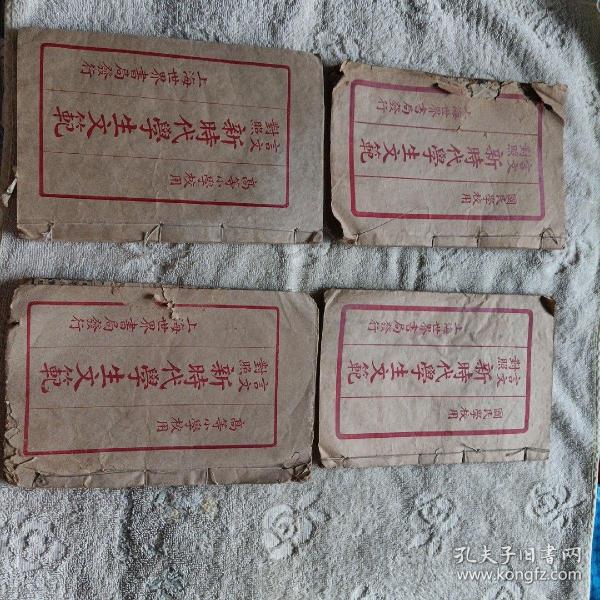 高等小學校用
言文對照
新時代學生文範
上海世界書局發行
國民學校用
言文對照
新時代學生文範
上海世界書局發行
高等小學校用
言文對照
新時代學生文範
上海世界書局發行
國民學校用
言文對照
新時代學生文範
上海世界書局發行
孔夫子旧书网
www.kongfz.com